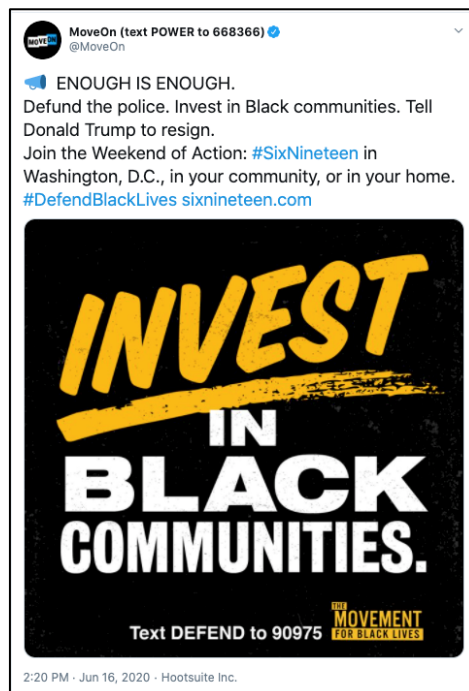 MoveOn (text POWER to 668366)
@MoveOn
MOVEON
ENOUGH IS ENOUGH.
Defund the police. Invest in Black communities. Tell
Donald Trump to resign.
Join the Weekend of Action: #SixNineteen in
Washington, D.C., in your community, or in your home.
#DefendBlackLives sixnineteen.com
INVEST
IN
BLACK
COMMUNITIES.
Text DEFEND to 90975
THE
MOVEMENT
FOR BLACK LIVES
2:20 PM · Jun 16, 2020 · Hootsuite Inc.